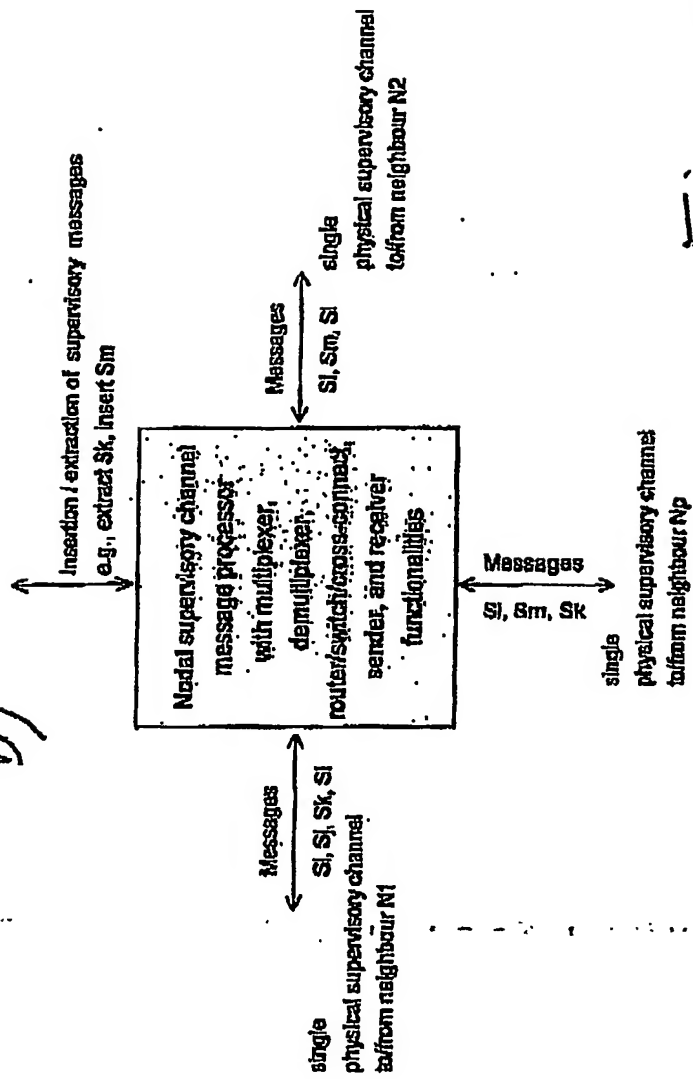 Insertion / extraction of supervisory messages
e.g., extract Sk, insert Sm
Nodal supervisory channel
message processor
with multiplexer,
demultiplexer,
router/switch/cross-connect,
sender, and receiver
functionalities
Messages
Si, Sj, Sk, Sl
single
physical supervisory channel
to/from neighbour N1
Messages
Sl, Sm, Si
single
physical supervisory channel
to/from neighbour N2
Messages
Sj, Sm, Sk
single
physical supervisory channel
to/from neighbour Np